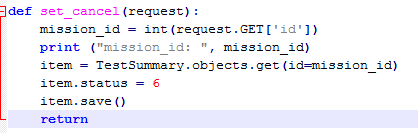 def set_cancel(request):
    mission_id = int(request.GET['id'])
    print ("mission_id: ", mission_id)
    item = TestSummary.objects.get(id=mission_id)
    item.status = 6
    item.save()
    return